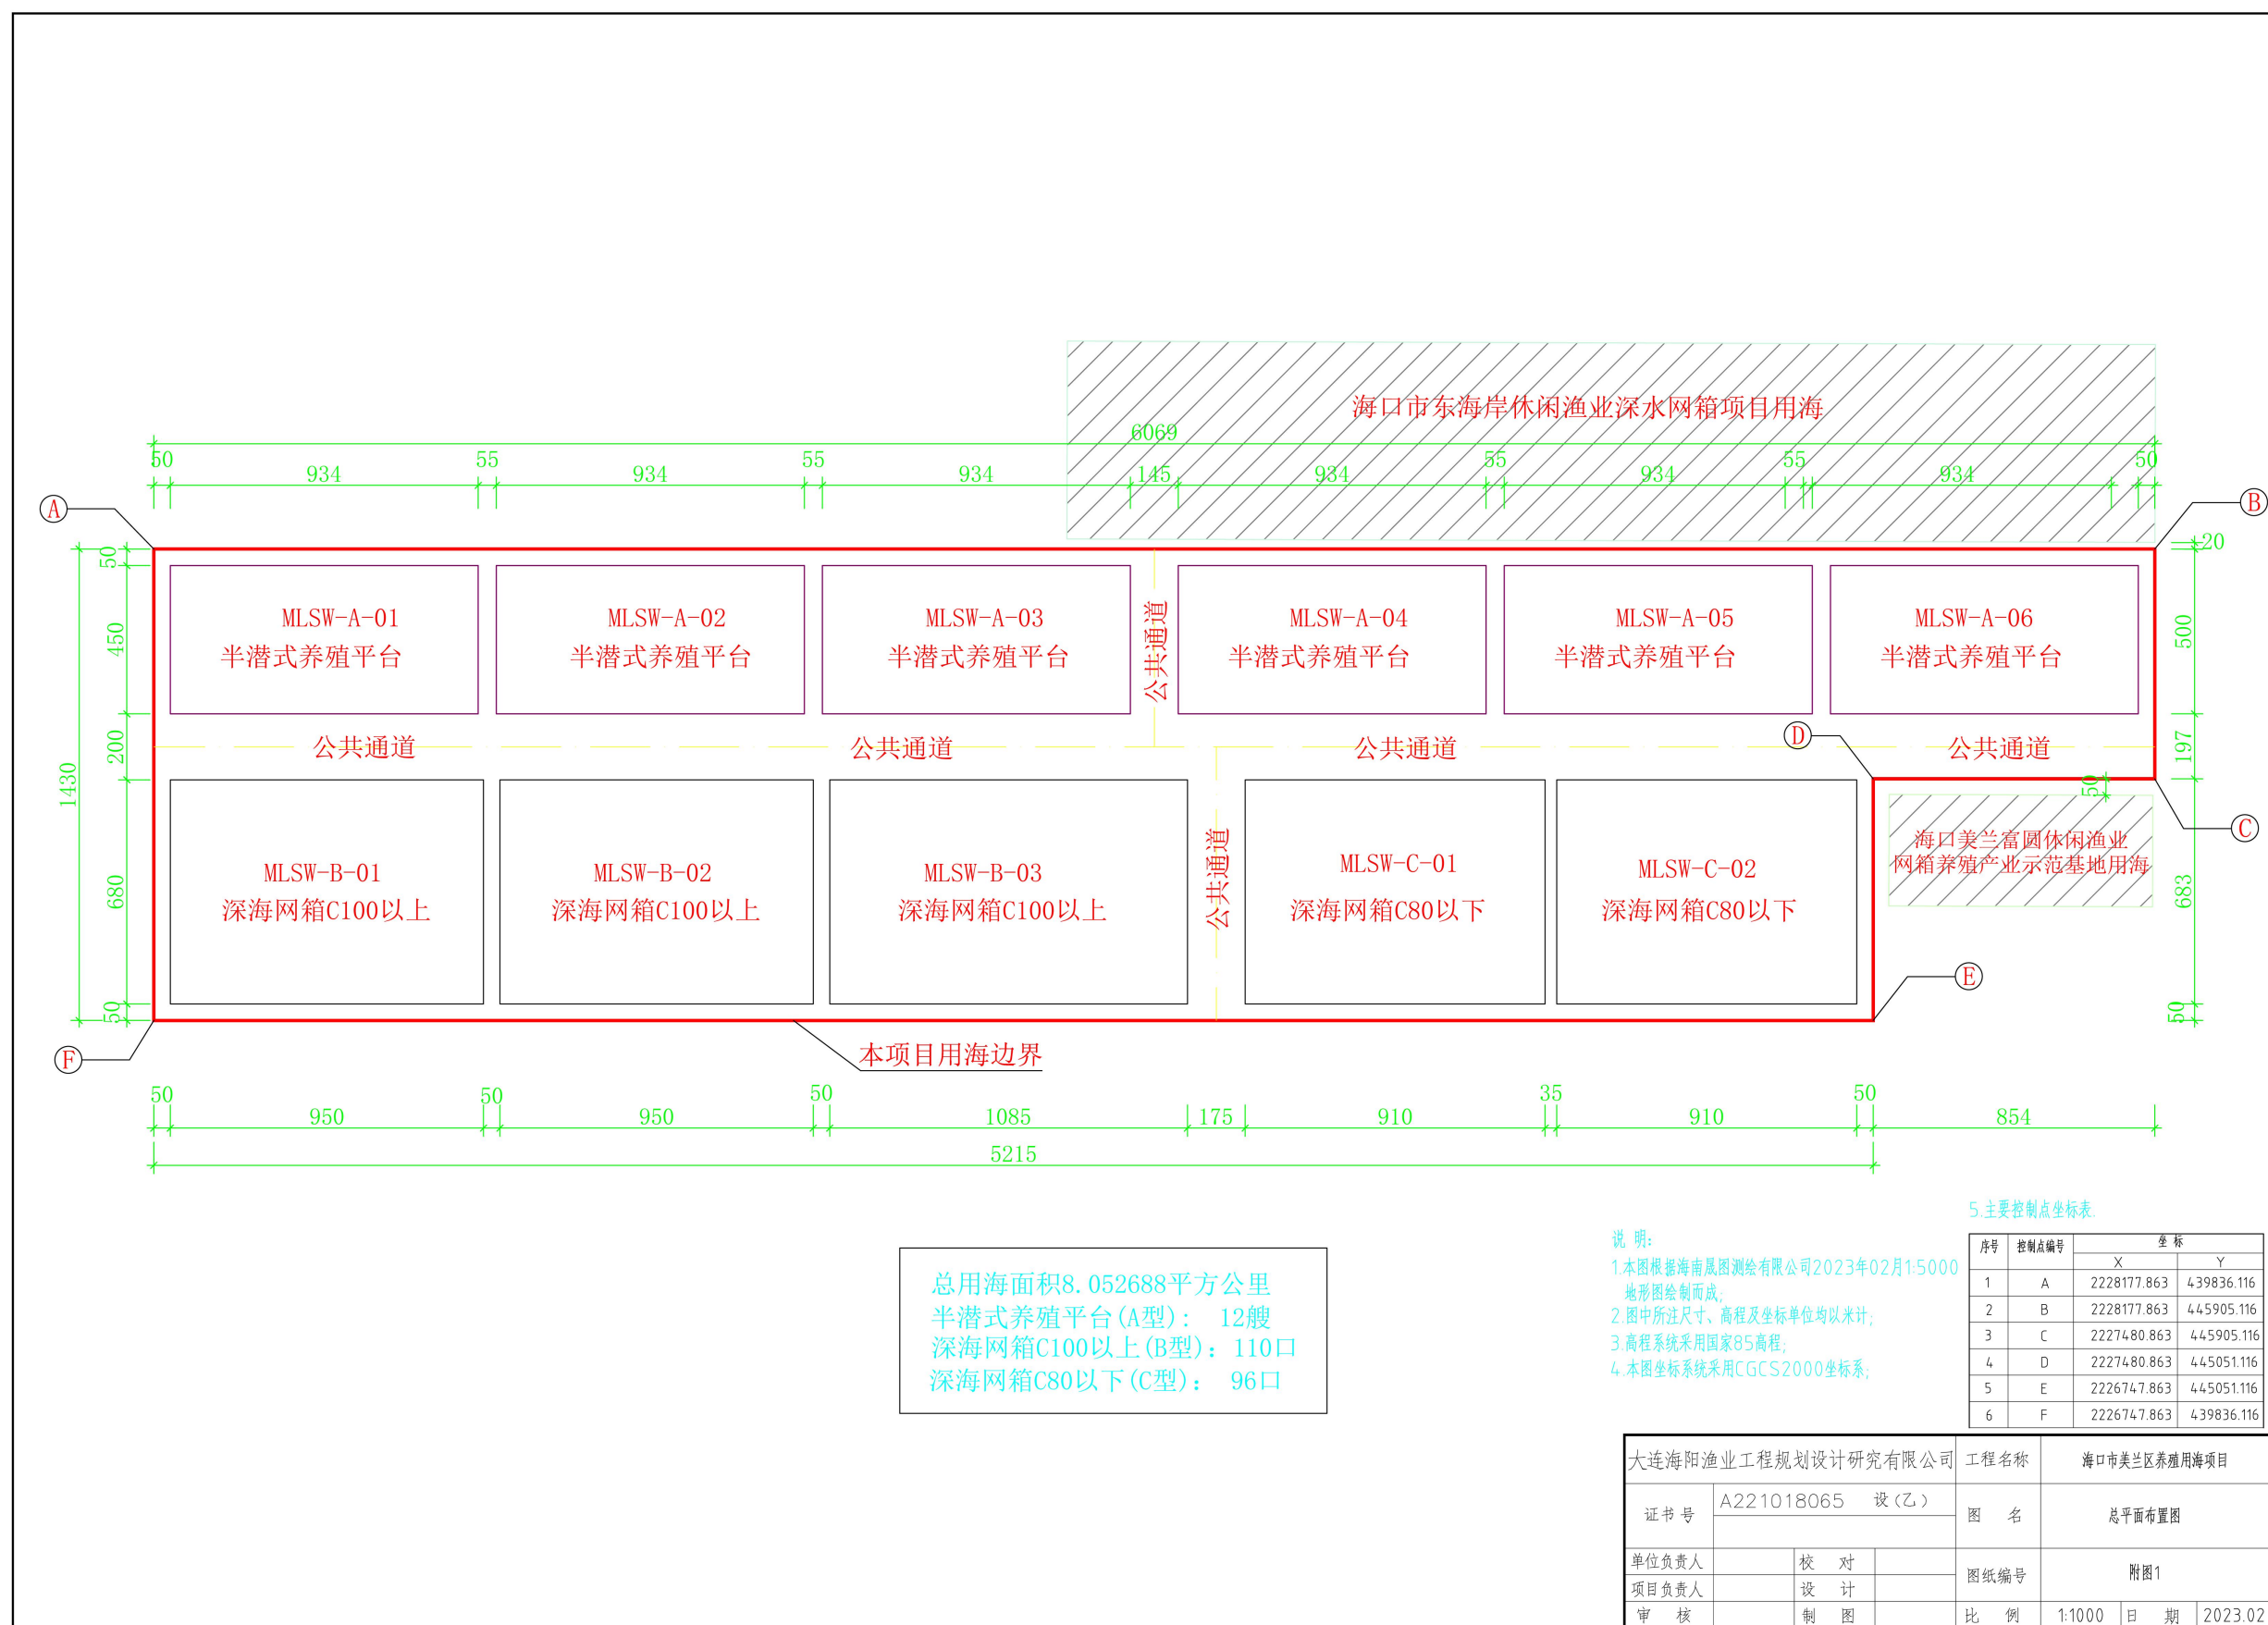 海口市东海岸休闲渔业深水网箱项目用海
6069
50 934 55 934 55 934 145 934 55 934 55 934 50
A
B
20
50
450
200
680
50
1430
500
197
50
683
50
MLSW-A-01
半潜式养殖平台
MLSW-A-02
半潜式养殖平台
MLSW-A-03
半潜式养殖平台
公共通道
MLSW-A-04
半潜式养殖平台
MLSW-A-05
半潜式养殖平台
MLSW-A-06
半潜式养殖平台
公共通道
公共通道
公共通道
D
公共通道
C
MLSW-B-01
深海网箱C100以上
MLSW-B-02
深海网箱C100以上
MLSW-B-03
深海网箱C100以上
公共通道
MLSW-C-01
深海网箱C80以下
MLSW-C-02
深海网箱C80以下
海口美兰富圆休闲渔业
网箱养殖产业示范基地用海
E
F
本项目用海边界
50 950 50 950 50 1085 175 910 35 910 50 854
5215
总用海面积8.052688平方公里
半潜式养殖平台(A型): 12艘
深海网箱C100以上(B型): 110口
深海网箱C80以下(C型): 96口
说 明:
1.本图根据海南晟图测绘有限公司2023年02月1:5000
地形图绘制而成;
2.图中所注尺寸、高程及坐标单位均以米计;
3.高程系统采用国家85高程;
4.本图坐标系统采用CGCS2000坐标系;
5.主要控制点坐标表.
序号 控制点编号 坐 标
X Y
1 A 2228177.863 439836.116
2 B 2228177.863 445905.116
3 C 2227480.863 445905.116
4 D 2227480.863 445051.116
5 E 2226747.863 445051.116
6 F 2226747.863 439836.116
大连海阳渔业工程规划设计研究有限公司 工程名称 海口市美兰区养殖用海项目
证书号 A221018065 设(乙) 图 名 总平面布置图
单位负责人 校 对 图纸编号 附图1
项目负责人 设 计
审 核 制 图 比 例 1:1000 日 期 2023.02